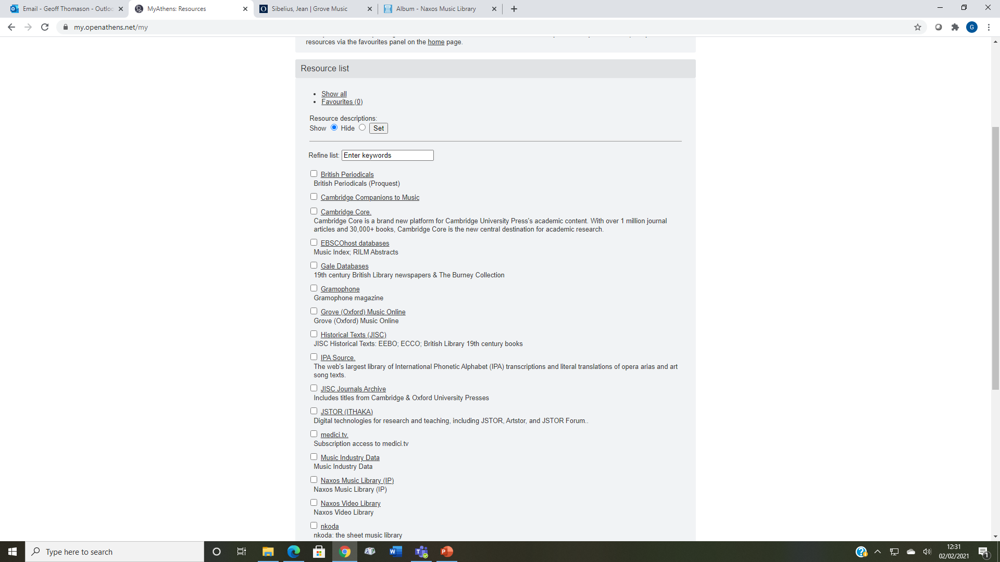 Email - Geoff Thomason - Outloo
MyAthens: Resources
Sibelius, Jean | Grove Music
Album - Naxos Music Library
my.openathens.net/my
G
resources via the favourites panel on the home page.
Resource list
Show all
Favourites (0)
Resource descriptions:
Show Hide Set
Refine list: Enter keywords
British Periodicals
British Periodicals (Proquest)
Cambridge Companions to Music
Cambridge Core.
Cambridge Core is a brand new platform for Cambridge University Press's academic content. With over 1 million journal
articles and 30,000+ books, Cambridge Core is the new central destination for academic research.
EBSCOhost databases
Music Index; RILM Abstracts
Gale Databases
19th century British Library newspapers & The Burney Collection
Gramophone
Gramophone magazine
Grove (Oxford) Music Online
Grove (Oxford) Music Online
Historical Texts (JISC)
JISC Historical Texts: EEBO; ECCO; British Library 19th century books
IPA Source.
The web's largest library of International Phonetic Alphabet (IPA) transcriptions and literal translations of opera arias and art
song texts.
JISC Journals Archive
Includes titles from Cambridge & Oxford University Presses
JSTOR (ITHAKA)
Digital technologies for research and teaching, including JSTOR, Artstor, and JSTOR Forum..
medici.tv.
Subscription access to medici.tv
Music Industry Data
Music Industry Data
Naxos Music Library (IP)
Naxos Music Library (IP)
Naxos Video Library
Naxos Video Library
nkoda
nkoda: the sheet music library
Type here to search
12:31
02/02/2021
1